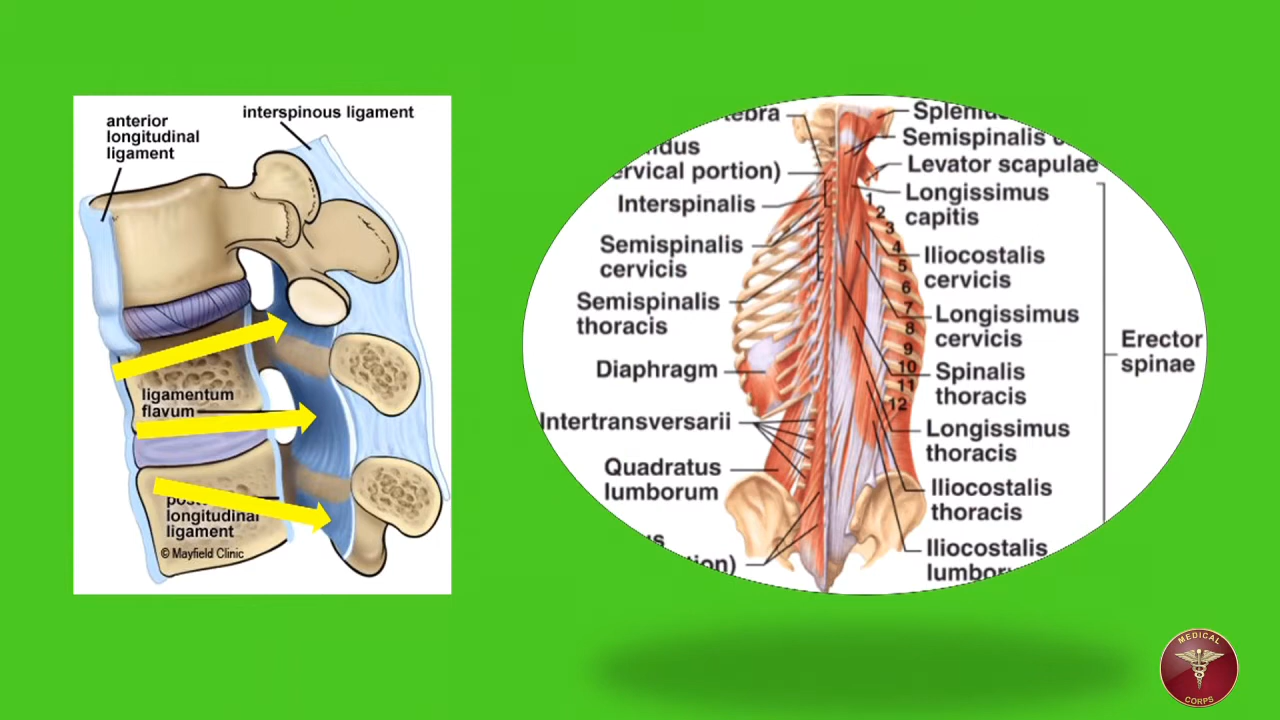 anterior
longitudinal
ligament
interspinous ligament
ligamentum
flavum
longitudinal
ligament
© Mayfield Clinic
ervical portion)
Interspinalis
Semispinalis
cervicis
Semispinalis
thoracis
Diaphragm
Intertransversarii
Quadratus
lumborum
Semispinalis
Levator scapulae
Longissimus
capitis
1
2
3
4
5
6
7
8
9
10
11
12
Iliocostalis
cervicis
Longissimus
cervicis
Spinalis
thoracis
Longissimus
thoracis
Iliocostalis
thoracis
Iliocostalis
Erector
spinae
MEDICAL
CORPS